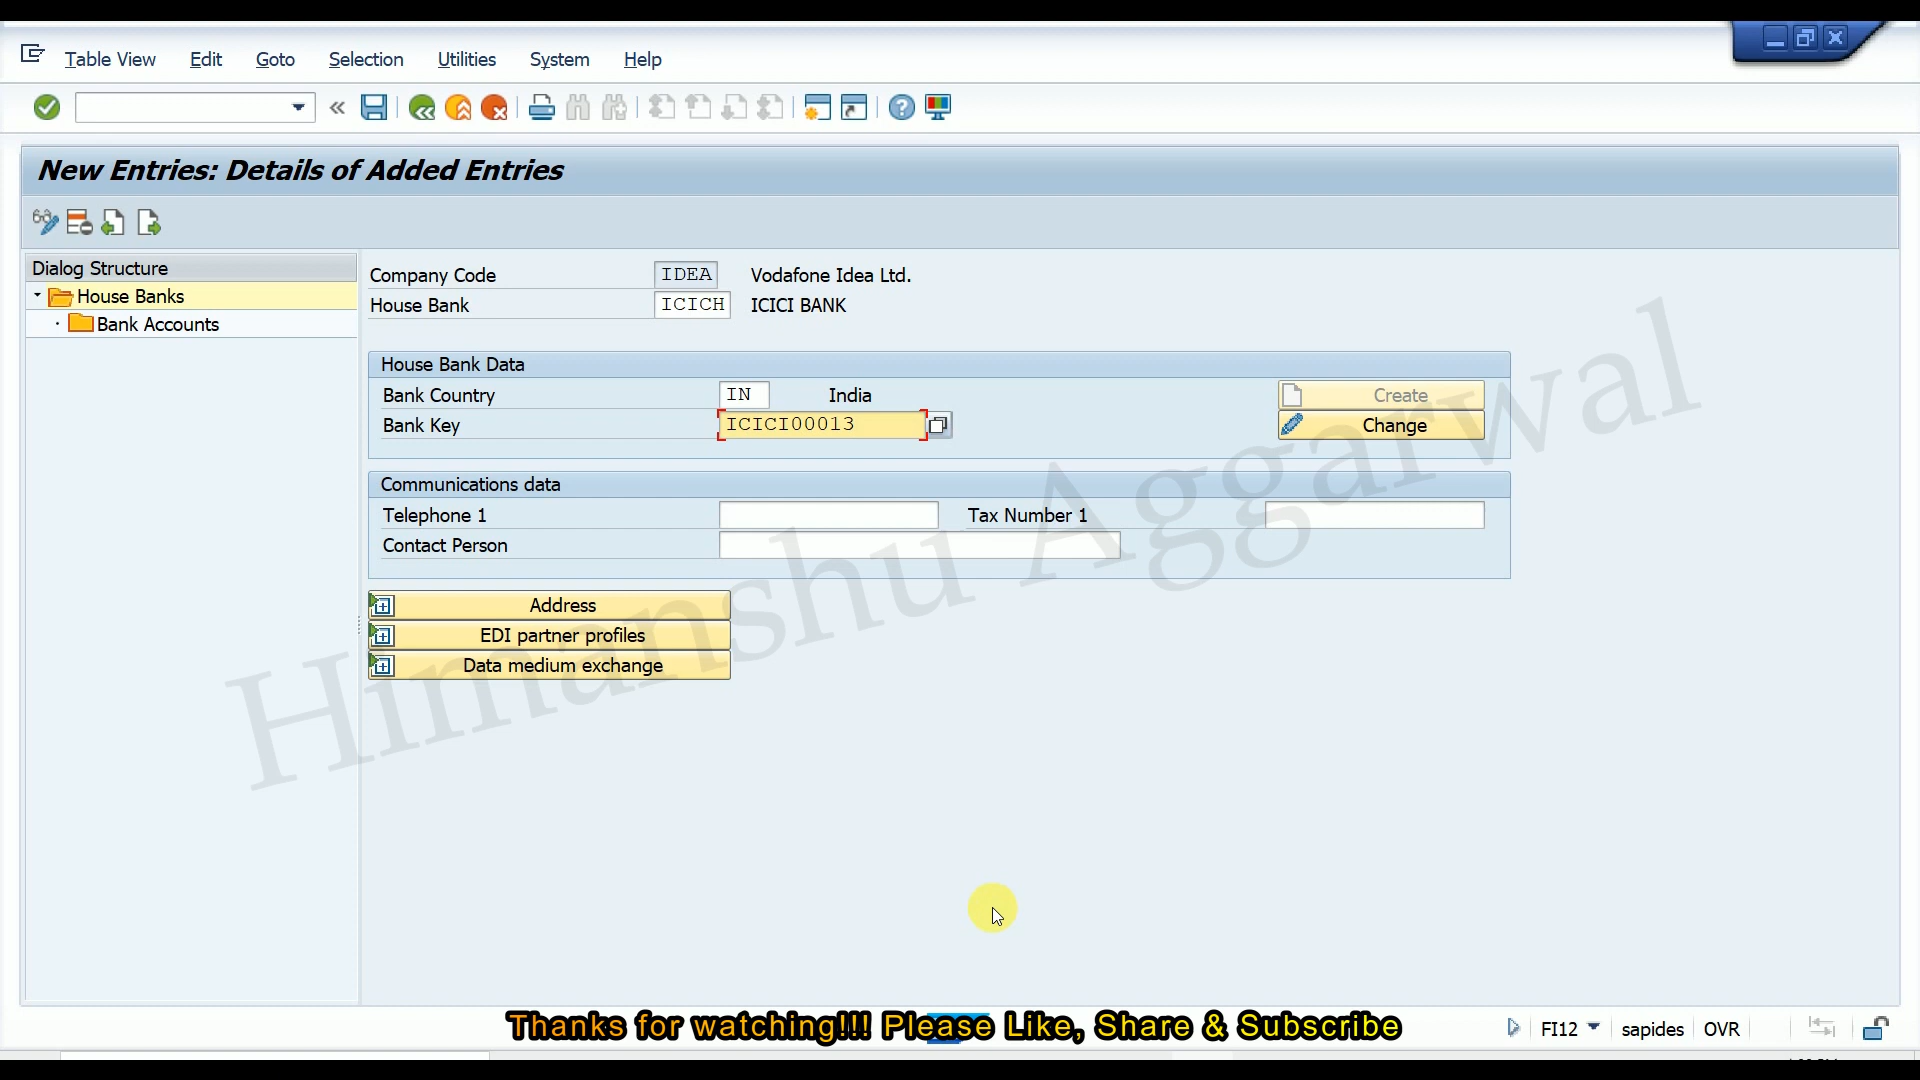 Table View Edit Goto Selection Utilities System Help
New Entries: Details of Added Entries
Dialog Structure
House Banks
Bank Accounts
Company Code IDEA Vodafone Idea Ltd.
House Bank ICICH ICICI BANK
House Bank Data
Bank Country IN India Create
Bank Key ICICI00013 Change
Communications data
Telephone 1 Tax Number 1
Contact Person
Address
EDI partner profiles
Data medium exchange
Himanshu Aggarwal
Thanks for watching!!! Please Like, Share & Subscribe
FI12 sapides OVR